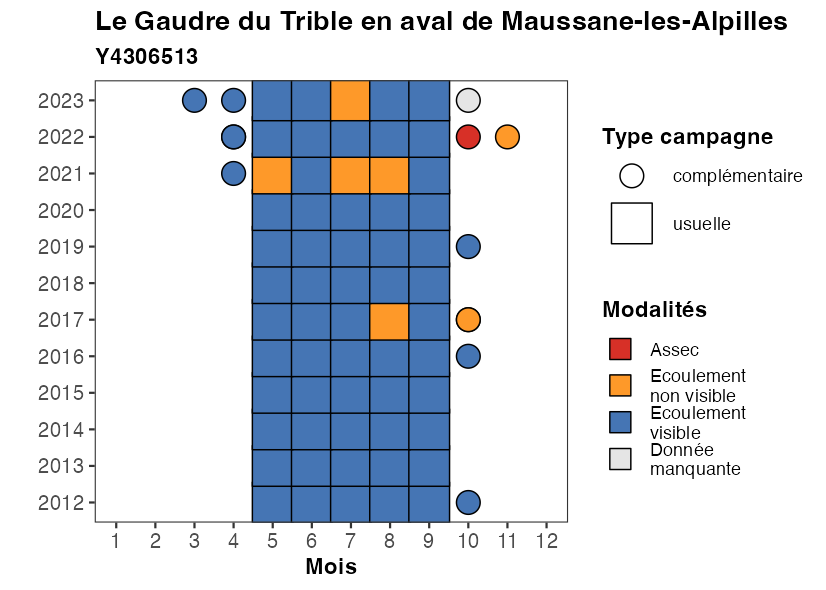 Le Gaudre du Trible en aval de Maussane-les-Alpilles
Y4306513
2023
2022
2021
2020
2019
2018
2017
2016
2015
2014
2013
2012
1 2 3 4 5 6 7 8 9 10 11 12
Mois
Type campagne
complémentaire
usuelle
Modalités
Assec
Ecoulement
non visible
Ecoulement
visible
Donnée
manquante